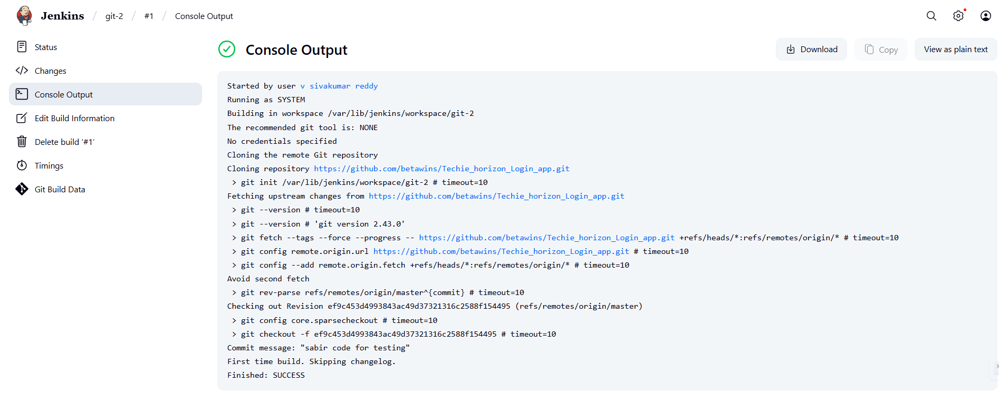 Jenkins / git-2 / #1 / Console Output
Status
Changes
Console Output
Edit Build Information
Delete build ‘#1’
Timings
Git Build Data
Console Output
Download
Copy
View as plain text
Started by user v sivakumar reddy
Running as SYSTEM
Building in workspace /var/lib/jenkins/workspace/git-2
The recommended git tool is: NONE
No credentials specified
Cloning the remote Git repository
Cloning repository https://github.com/betawins/Techie_horizon_Login_app.git
 > git init /var/lib/jenkins/workspace/git-2 # timeout=10
Fetching upstream changes from https://github.com/betawins/Techie_horizon_Login_app.git
 > git --version # timeout=10
 > git --version # 'git version 2.43.0'
 > git fetch --tags --force --progress -- https://github.com/betawins/Techie_horizon_Login_app.git +refs/heads/*:refs/remotes/origin/* # timeout=10
 > git config remote.origin.url https://github.com/betawins/Techie_horizon_Login_app.git # timeout=10
 > git config --add remote.origin.fetch +refs/heads/*:refs/remotes/origin/* # timeout=10
Avoid second fetch
 > git rev-parse refs/remotes/origin/master^{commit} # timeout=10
Checking out Revision ef9c453d4993843ac49d37321316c2588f154495 (refs/remotes/origin/master)
 > git config core.sparsecheckout # timeout=10
 > git checkout -f ef9c453d4993843ac49d37321316c2588f154495 # timeout=10
Commit message: "sabir code for testing"
First time build. Skipping changelog.
Finished: SUCCESS